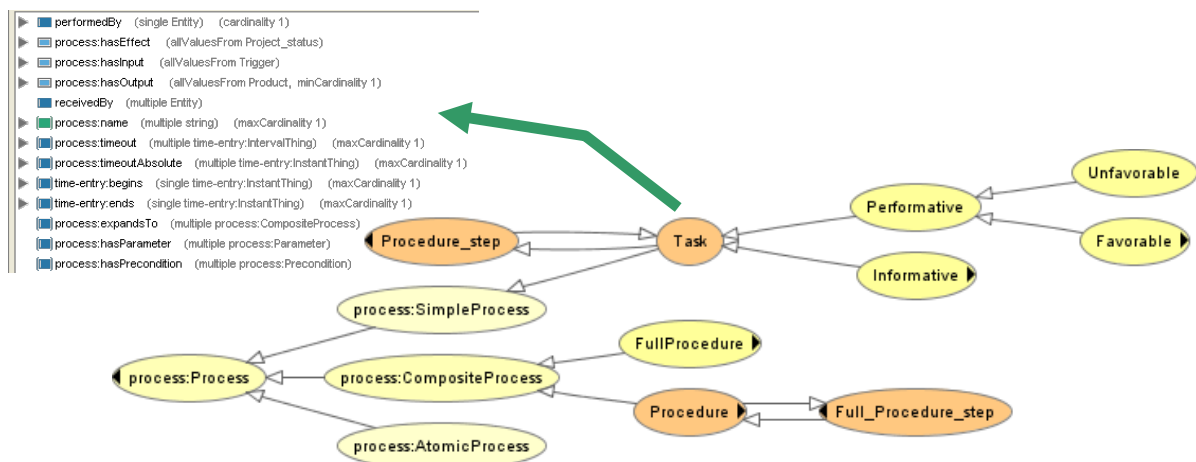 performedBy (single Entity) (cardinality 1)
process:hasEffect (allValuesFrom Project_status)
process:hasInput (allValuesFrom Trigger)
process:hasOutput (allValuesFrom Product, minCardinality 1)
receivedBy (multiple Entity)
process:name (multiple string) (maxCardinality 1)
process:timeout (multiple time-entry:IntervalThing) (maxCardinality 1)
process:timeoutAbsolute (multiple time-entry:InstantThing) (maxCardinality 1)
time-entry:begins (single time-entry:InstantThing) (maxCardinality 1)
time-entry:ends (single time-entry:InstantThing) (maxCardinality 1)
process:expandsTo (multiple process:CompositeProcess)
process:hasParameter (multiple process:Parameter)
process:hasPrecondition (multiple process:Precondition)
Unfavorable
Performative
Procedure_step
Task
Favorable
Informative
process:SimpleProcess
FullProcedure
process:Process
process:CompositeProcess
Procedure
Full_Procedure_step
process:AtomicProcess